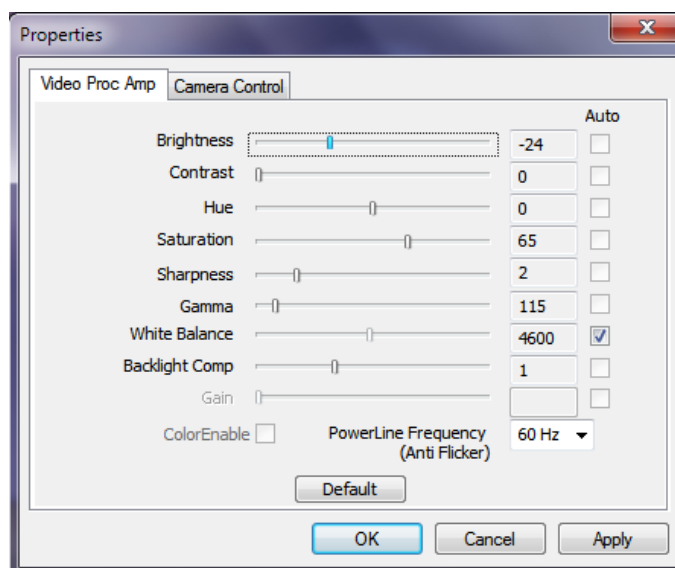 Properties
X
Video Proc Amp Camera Control
Auto
Brightness -24
Contrast 0
Hue 0
Saturation 65
Sharpness 2
Gamma 115
White Balance 4600
Backlight Comp 1
Gain
ColorEnable PowerLine Frequency 60 Hz
(Anti Flicker)
Default
OK Cancel Apply